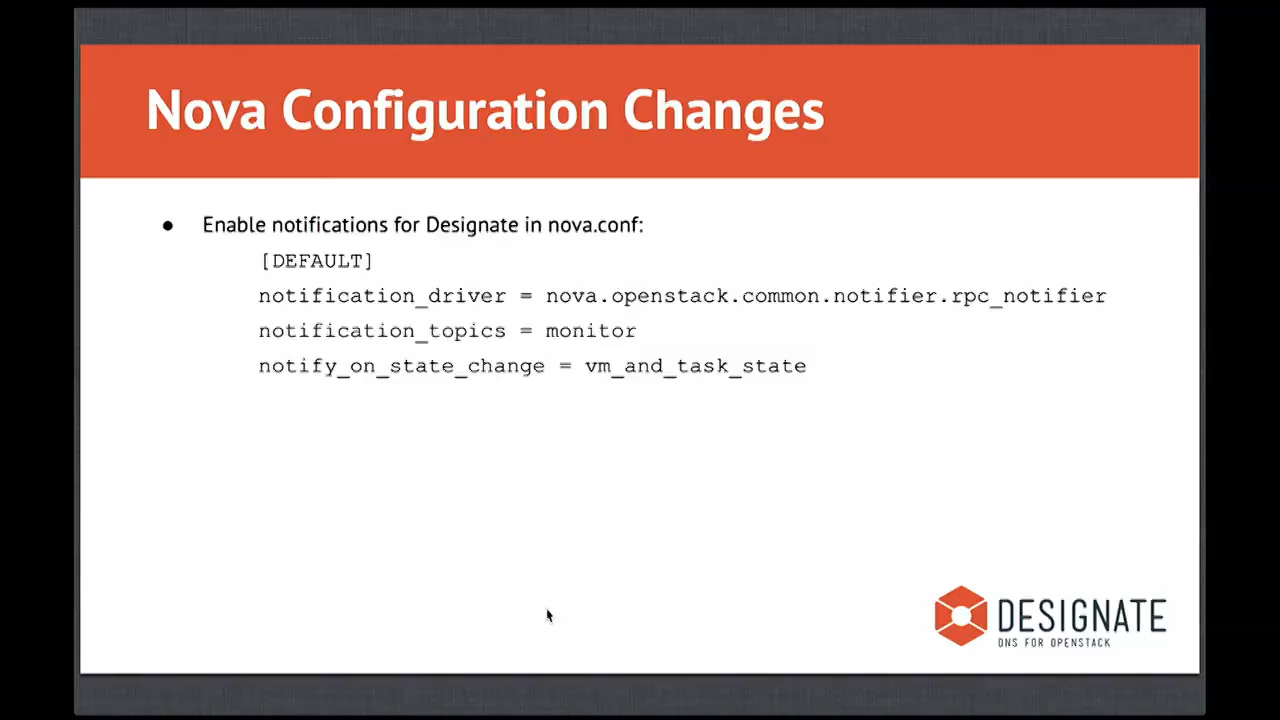 Nova Configuration Changes
● Enable notifications for Designate in nova.conf:
[DEFAULT]
notification_driver = nova.openstack.common.notifier.rpc_notifier
notification_topics = monitor
notify_on_state_change = vm_and_task_state
DESIGNATE
DNS FOR OPENSTACK